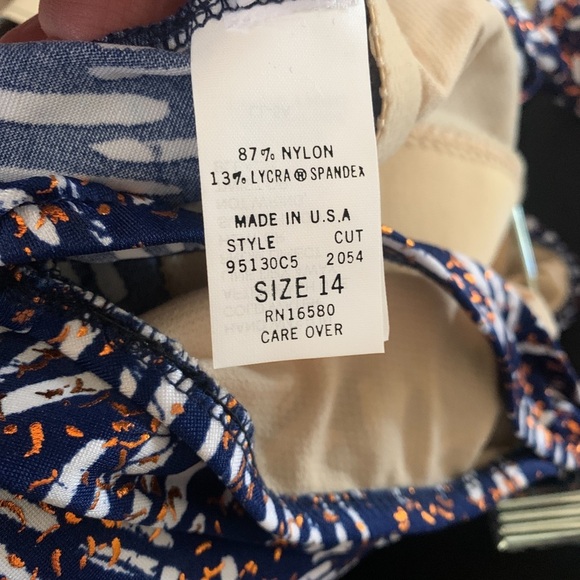 87% NYLON
13% LYCRA ® SPANDEX
MADE IN U.S.A
STYLE CUT
95130C5 2054
SIZE 14
RN16580
CARE OVER